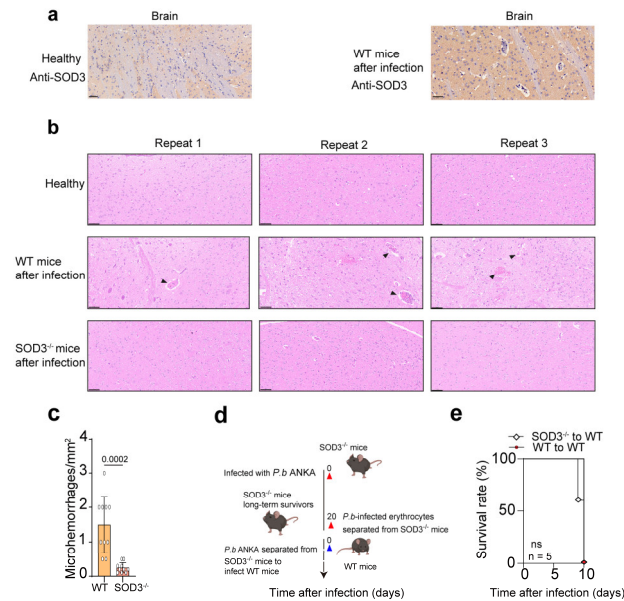 a
Brain
Healthy
Anti-SOD3
Brain
WT mice
after infection
Anti-SOD3
b
Repeat 1
Repeat 2
Repeat 3
Healthy
WT mice
after infection
SOD3-/- mice
after infection
c
Microhemorrhages/mm²
4
3
2
1
0
0.0002
WT
SOD3-/-
d
SOD3-/- mice
Infected with P.b ANKA
0
SOD3-/- mice
long-term survivors
20
P.b-infected erythrocytes
separated from SOD3-/- mice
0
P.b ANKA separated from
SOD3-/- mice to
infect WT mice
WT mice
Time after infection (days)
e
SOD3-/- to WT
WT to WT
Survival rate (%)
100
60
0
ns
n = 5
0
10
Time after infection (days)